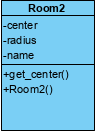 Room2
-center
-radius
-name
+get_center()
+Room2()